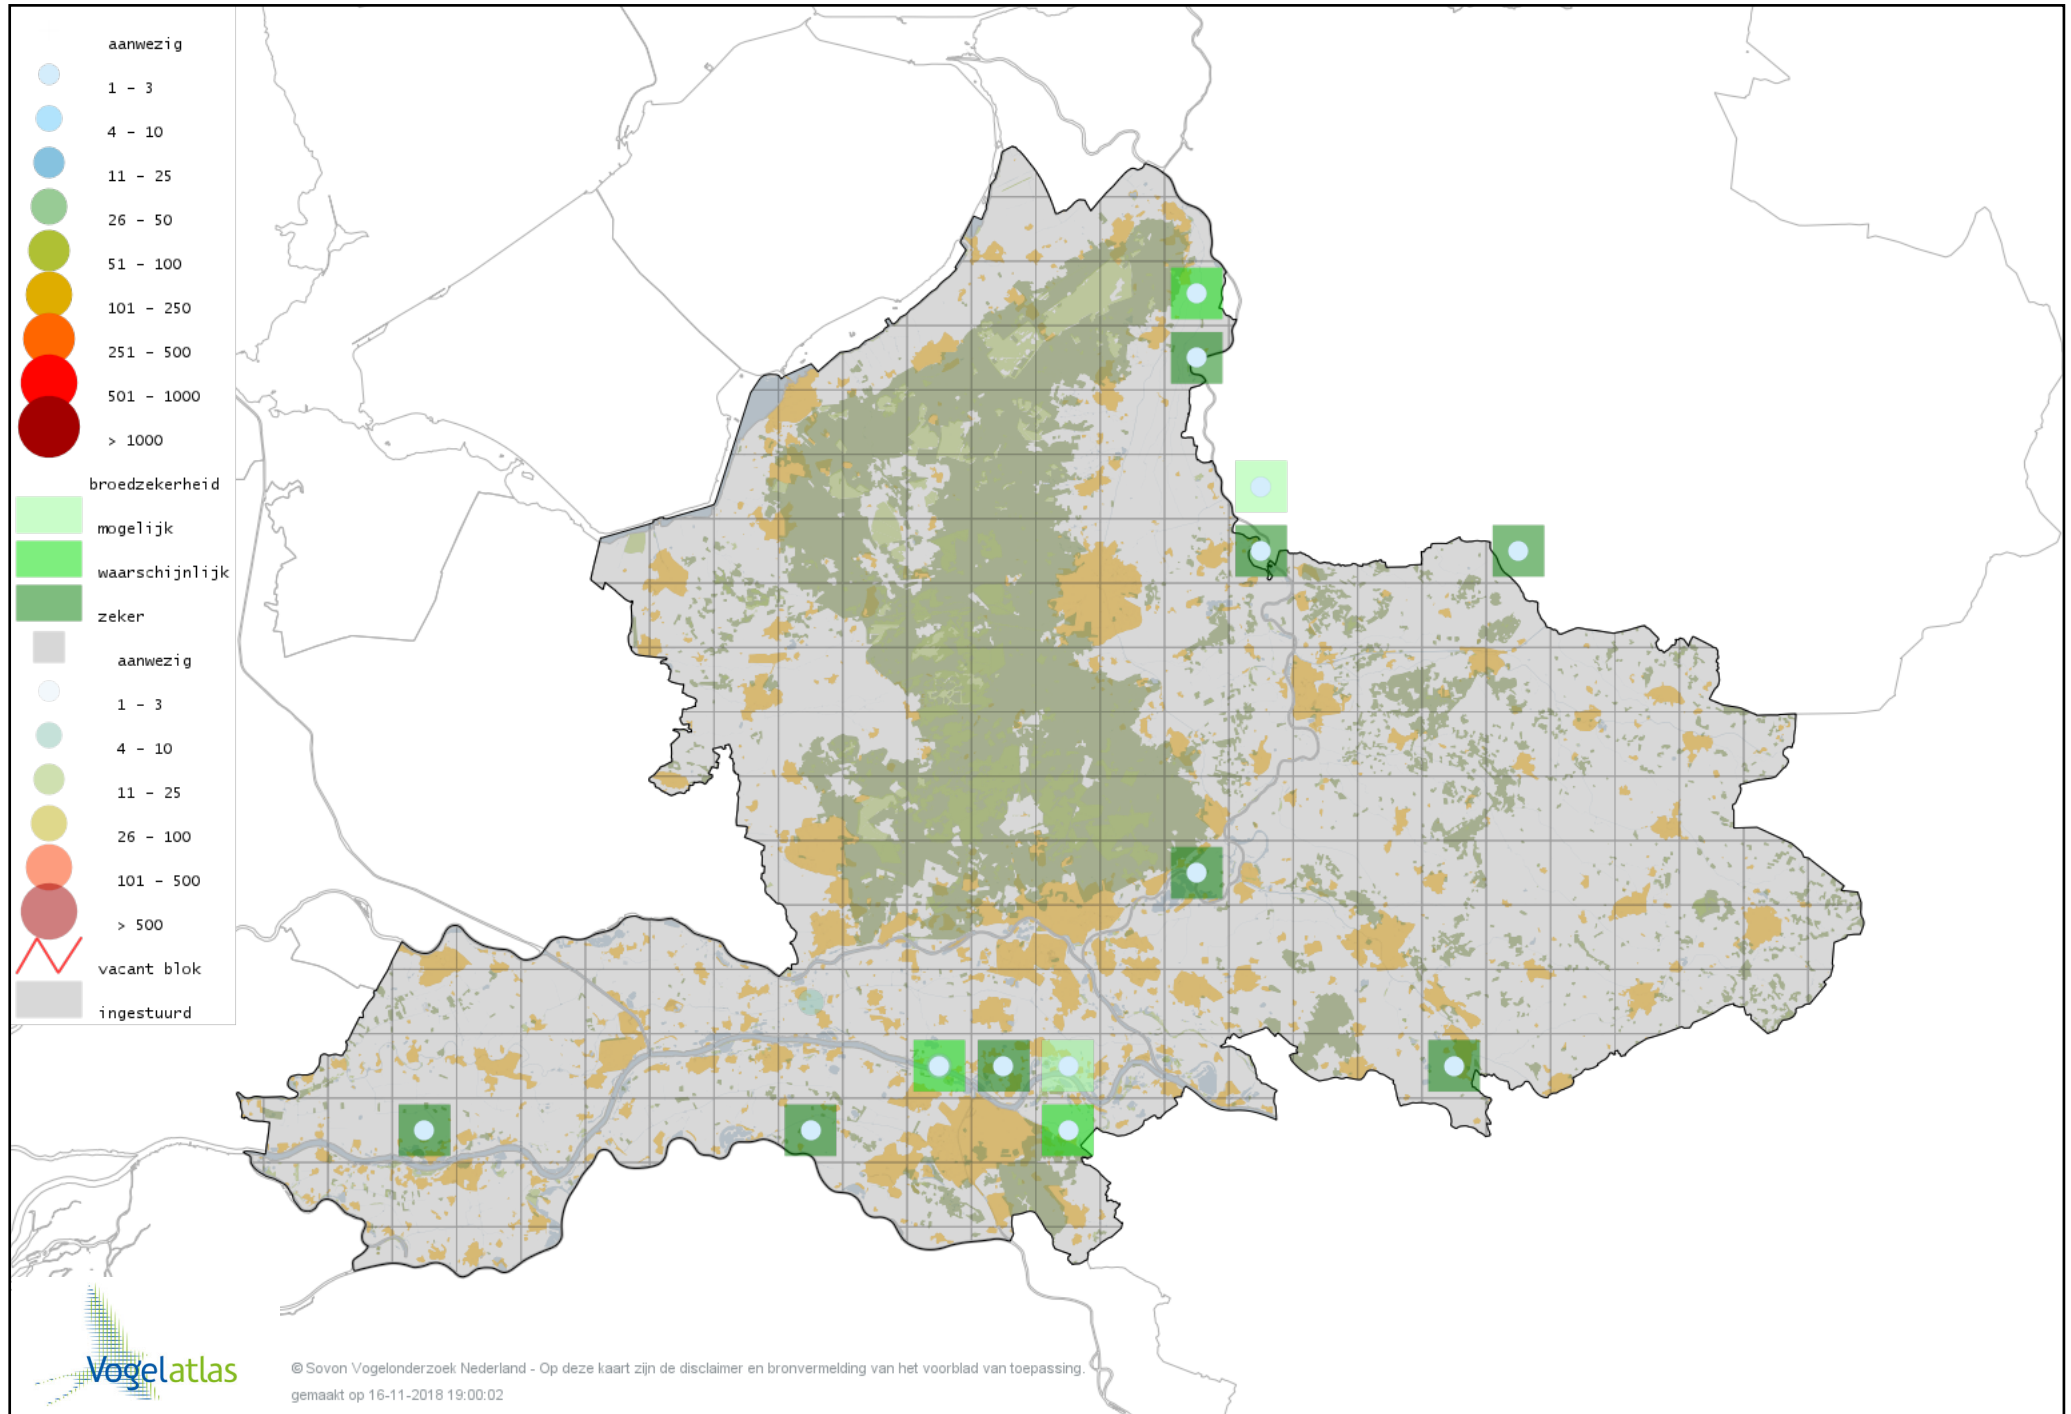 aanwezig
1 - 3
4 - 10
11 - 25
26 - 50
51 - 100
101 - 250
251 - 500
501 - 1000
> 1000
broedzekerheid
mogelijk
waarschijnlijk
zeker
aanwezig
1 - 3
4 - 10
11 - 25
26 - 100
101 - 500
> 500
vacant blok
ingestuurd
Vogelatlas
© Sovon Vogelonderzoek Nederland - Op deze kaart zijn de disclaimer en bronvermelding van het voorblad van toepassing.
gemaakt op 16-11-2018 19:00:02